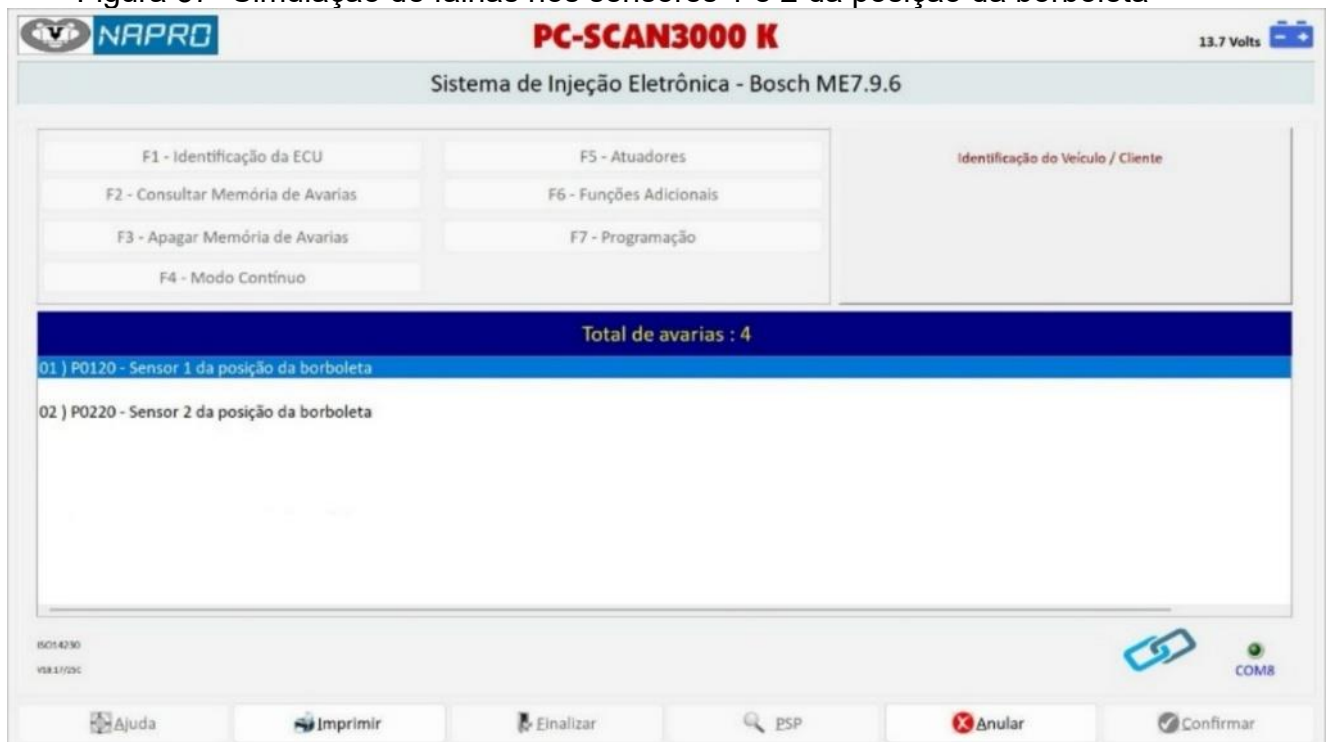 Figura 37 - Simulação de falhas nos sensores 1 e 2 da posição da borboleta
NAPRO
PC-SCAN3000 K
13.7 Volts
Sistema de Injeção Eletrônica - Bosch ME7.9.6
F1 - Identificação da ECU
F5 - Atuadores
Identificação do Veículo / Cliente
F2 - Consultar Memória de Avarias
F6 - Funções Adicionais
F3 - Apagar Memória de Avarias
F7 - Programação
F4 - Modo Contínuo
Total de avarias : 4
01 ) P0120 - Sensor 1 da posição da borboleta
02 ) P0220 - Sensor 2 da posição da borboleta
ISO14230
COM8
Ajuda
Imprimir
Finalizar
PSP
Anular
Confirmar